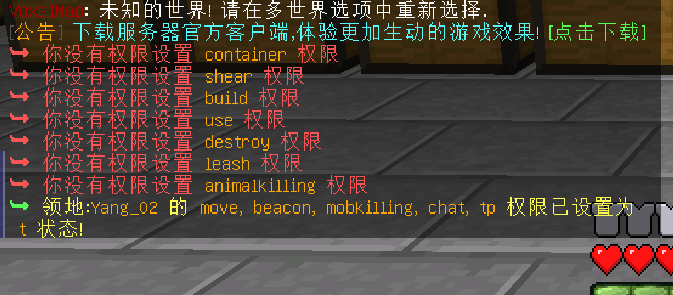 : 未知的世界! 请在多世界选项中重新选择.
[公告] 下载服务器官方客户端,体验更加生动的游戏效果! [点击下载]
你没有权限设置 container 权限
你没有权限设置 shear 权限
你没有权限设置 build 权限
你没有权限设置 use 权限
你没有权限设置 destroy 权限
你没有权限设置 leash 权限
你没有权限设置 animalkilling 权限
领地:Yang_02 的 move, beacon, mobkilling, chat, tp 权限已设置为
t 状态!